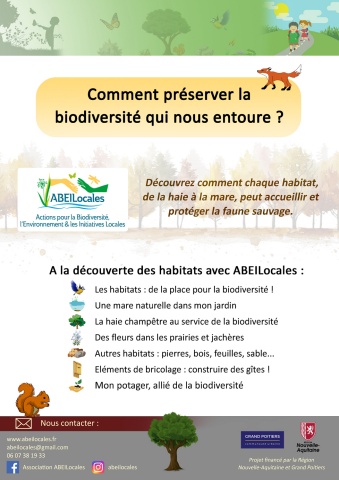 Comment préserver la
biodiversité qui nous entoure ?
ABEILocales
Actions pour la Biodiversité,
l'Environnement & les Initiatives Locales
Découvrez comment chaque habitat,
de la haie à la mare, peut accueillir et
protéger la faune sauvage.
A la découverte des habitats avec ABEILocales :
Les habitats : de la place pour la biodiversité !
Une mare naturelle dans mon jardin
La haie champêtre au service de la biodiversité
Des fleurs dans les prairies et jachères
Autres habitats : pierres, bois, feuilles, sable...
Eléments de bricolage : construire des gîtes !
Mon potager, allié de la biodiversité
Nous contacter :
www.abeilocales.fr
abeilocales@gmail.com
06 07 38 19 33
Association ABEILocales
abeilocales
GRAND POITIERS
Nouvelle-Aquitaine
Projet financé par la Région
Nouvelle-Aquitaine et Grand Poitiers